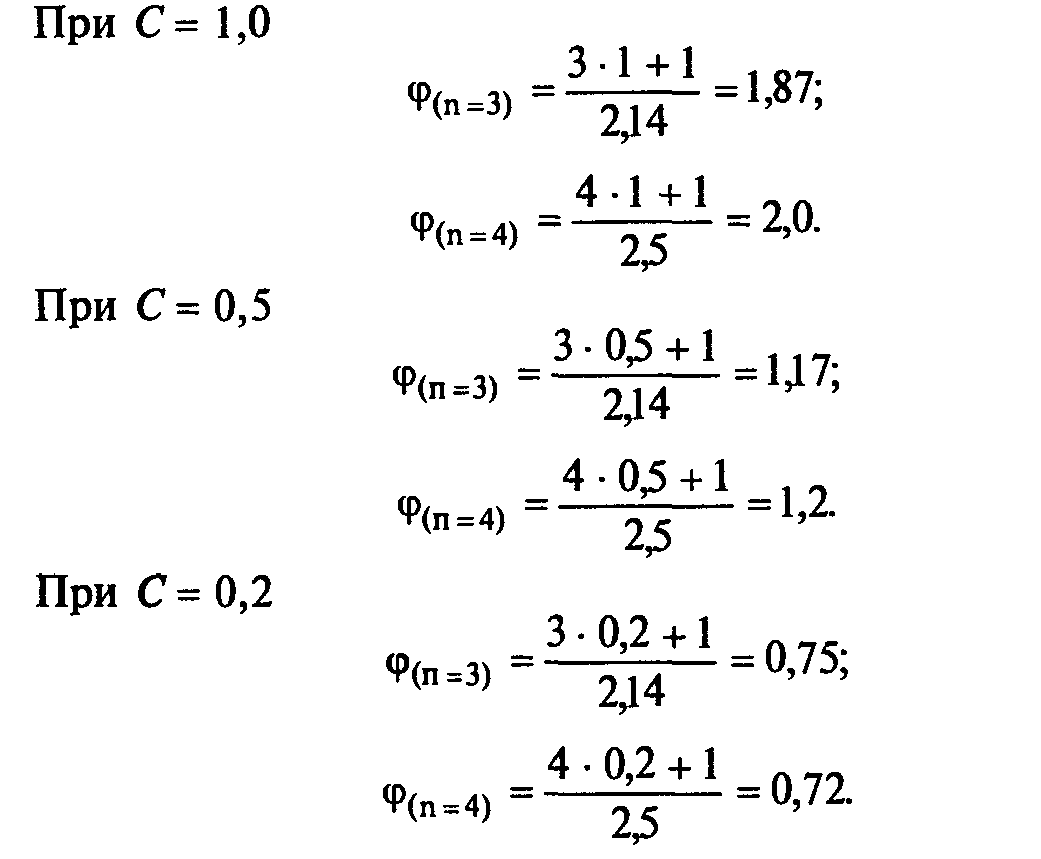 При C = 1,0
φ(n=3) = (3 · 1 + 1)/2,14 = 1,87;
φ(n=4) = (4 · 1 + 1)/2,5 = 2,0.
При C = 0,5
φ(п=3) = (3 · 0,5 + 1)/2,14 = 1,17;
φ(п=4) = (4 · 0,5 + 1)/2,5 = 1,2.
При C = 0,2
φ(п=3) = (3 · 0,2 + 1)/2,14 = 0,75;
φ(n=4) = (4 · 0,2 + 1)/2,5 = 0,72.